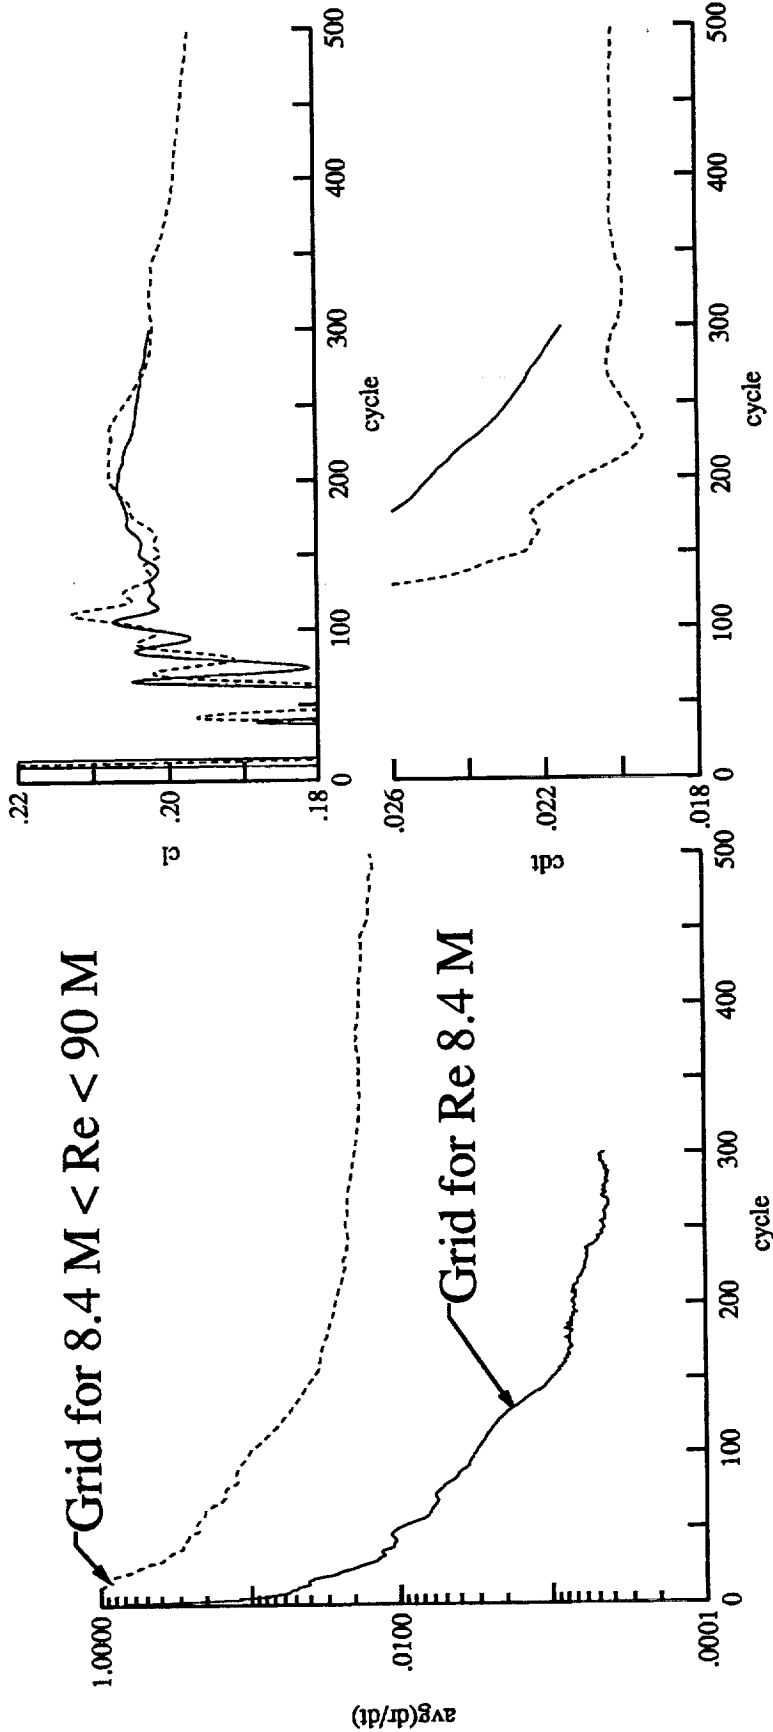 Grid for 8.4 M < Re < 90 M
Grid for Re 8.4 M
1.0000
.0100
.0001
avg(dr/dt)
0 100 200 300 400 500
cycle
.22
.20
.18
cl
0 100 200 300 400 500
cycle
.026
.022
.018
cdt
0 100 200 300 400 500
cycle